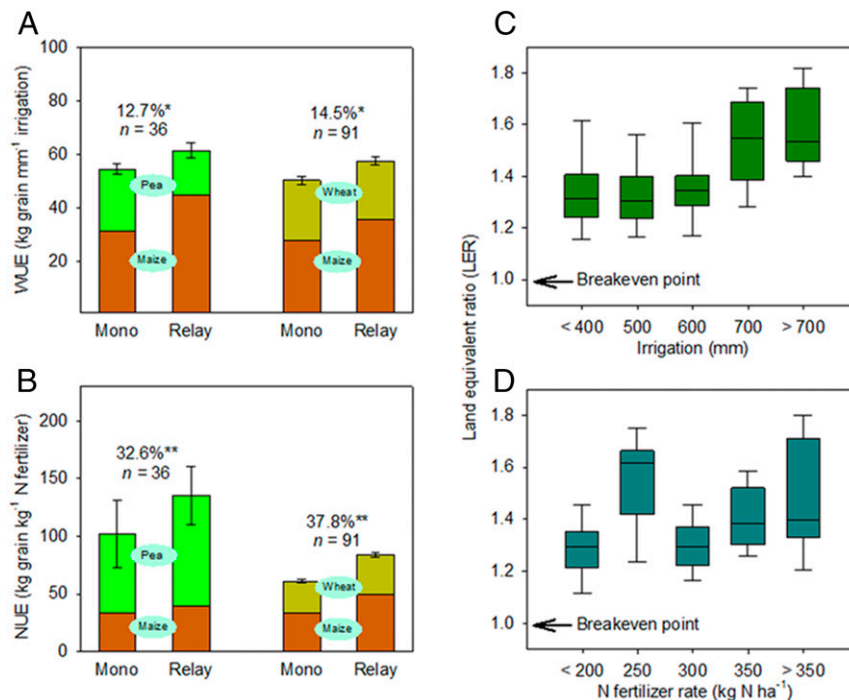 A
WUE (kg grain mm⁻¹ irrigation)
100
80
60
40
20
12.7%*
n = 36
14.5%*
n = 91
Pea
Wheat
Maize
Maize
Mono
Relay
Mono
Relay
B
NUE (kg grain kg⁻¹ N fertilizer)
200
150
100
50
0
32.6%**
n = 36
37.8%**
n = 91
Pea
Wheat
Maize
Maize
Mono
Relay
Mono
Relay
Land equivalent ratio (LER)
C
1.8
1.6
1.4
1.2
1.0
Breakeven point
< 400
500
600
700
> 700
Irrigation (mm)
D
1.8
1.6
1.4
1.2
1.0
Breakeven point
< 200
250
300
350
>350
N fertilizer rate (kg N ha⁻¹)